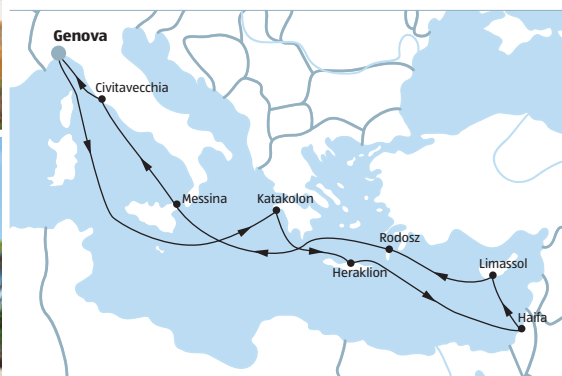 Genova
Civitavecchia
Messina
Katakolon
Rodosz
Heraklion
Limassol
Haifa